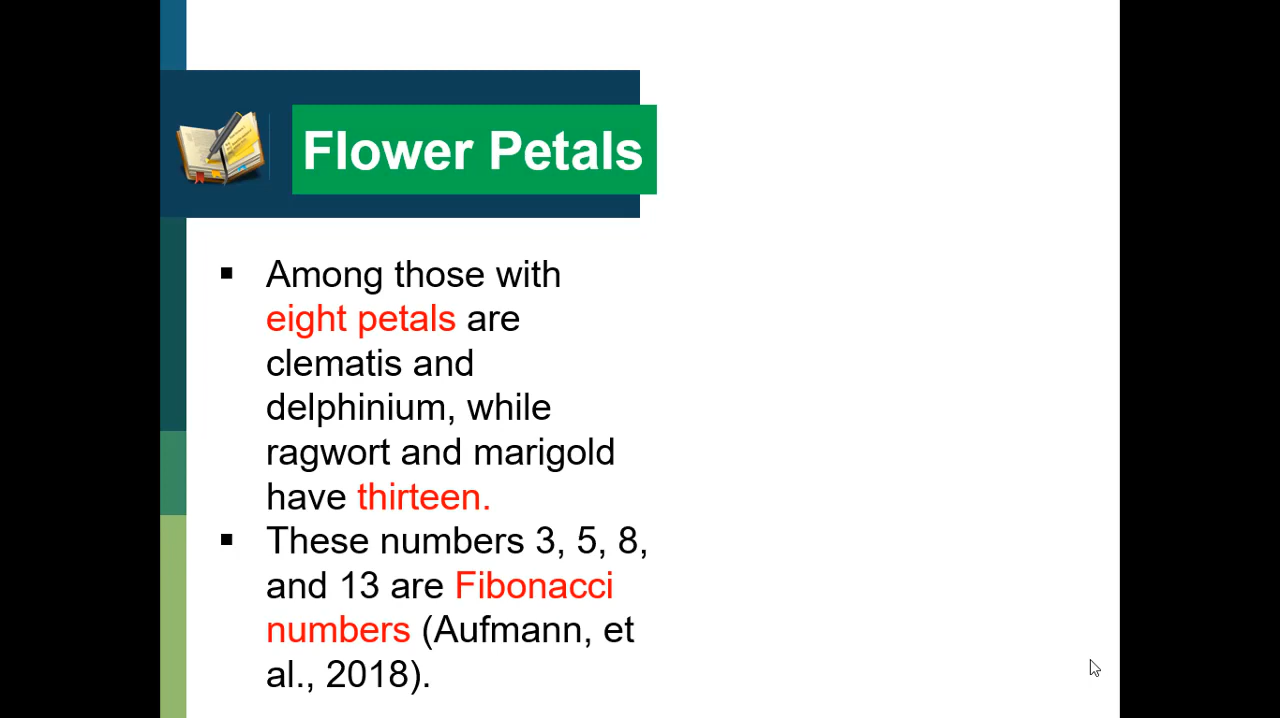 Flower Petals
Among those with
eight petals are
clematis and
delphinium, while
ragwort and marigold
have thirteen.
These numbers 3, 5, 8,
and 13 are Fibonacci
numbers (Aufmann, et
al., 2018).